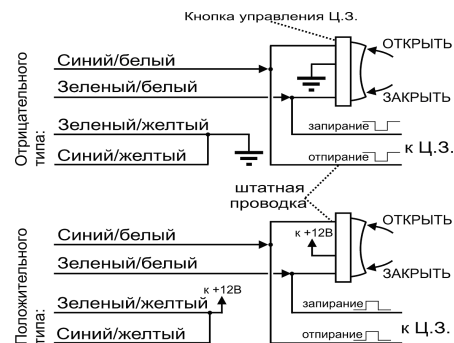 Кнопка управления Ц.З.
ОТКРЫТЬ
Синий/белый
Зеленый/белый
ЗАКРЫТЬ
Отрицательного
типа:
Зеленый/желтый
запирание
к Ц.З.
Синий/желтый
отпирание
штатная
проводка
ОТКРЫТЬ
Синий/белый
к +12В
Зеленый/белый
ЗАКРЫТЬ
Положительного
типа:
к +12В
Зеленый/желтый
запирание
к Ц.З.
Синий/желтый
отпирание